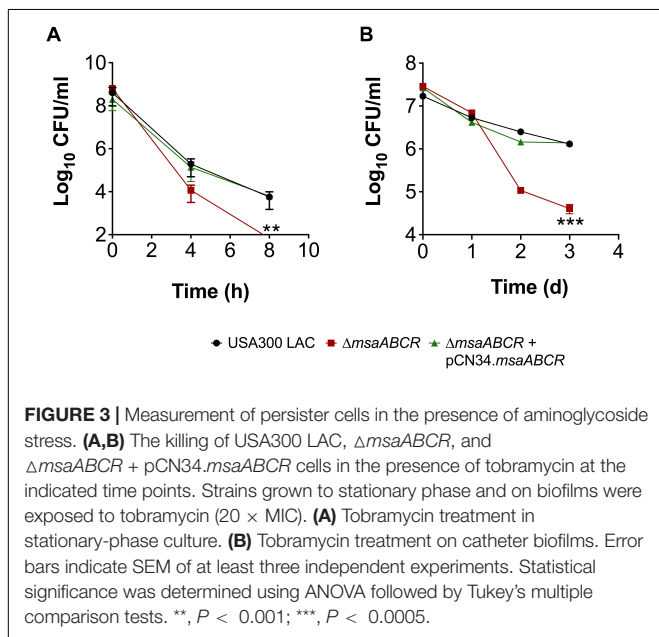 A
B
Log10 CFU/ml
10
8
6
4
2
**
0
2
4
6
8
10
Time (h)
Log10 CFU/ml
8
7
6
5
4
***
0
1
2
3
4
Time (d)
USA300 LAC
ΔmsaABCR
ΔmsaABCR +
pCN34.msaABCR
FIGURE 3 | Measurement of persister cells in the presence of aminoglycoside
stress. (A,B) The killing of USA300 LAC, △msaABCR, and
△msaABCR + pCN34.msaABCR cells in the presence of tobramycin at the
indicated time points. Strains grown to stationary phase and on biofilms were
exposed to tobramycin (20 × MIC). (A) Tobramycin treatment in
stationary-phase culture. (B) Tobramycin treatment on catheter biofilms. Error
bars indicate SEM of at least three independent experiments. Statistical
significance was determined using ANOVA followed by Tukey's multiple
comparison tests. **, P < 0.001; ***, P < 0.0005.